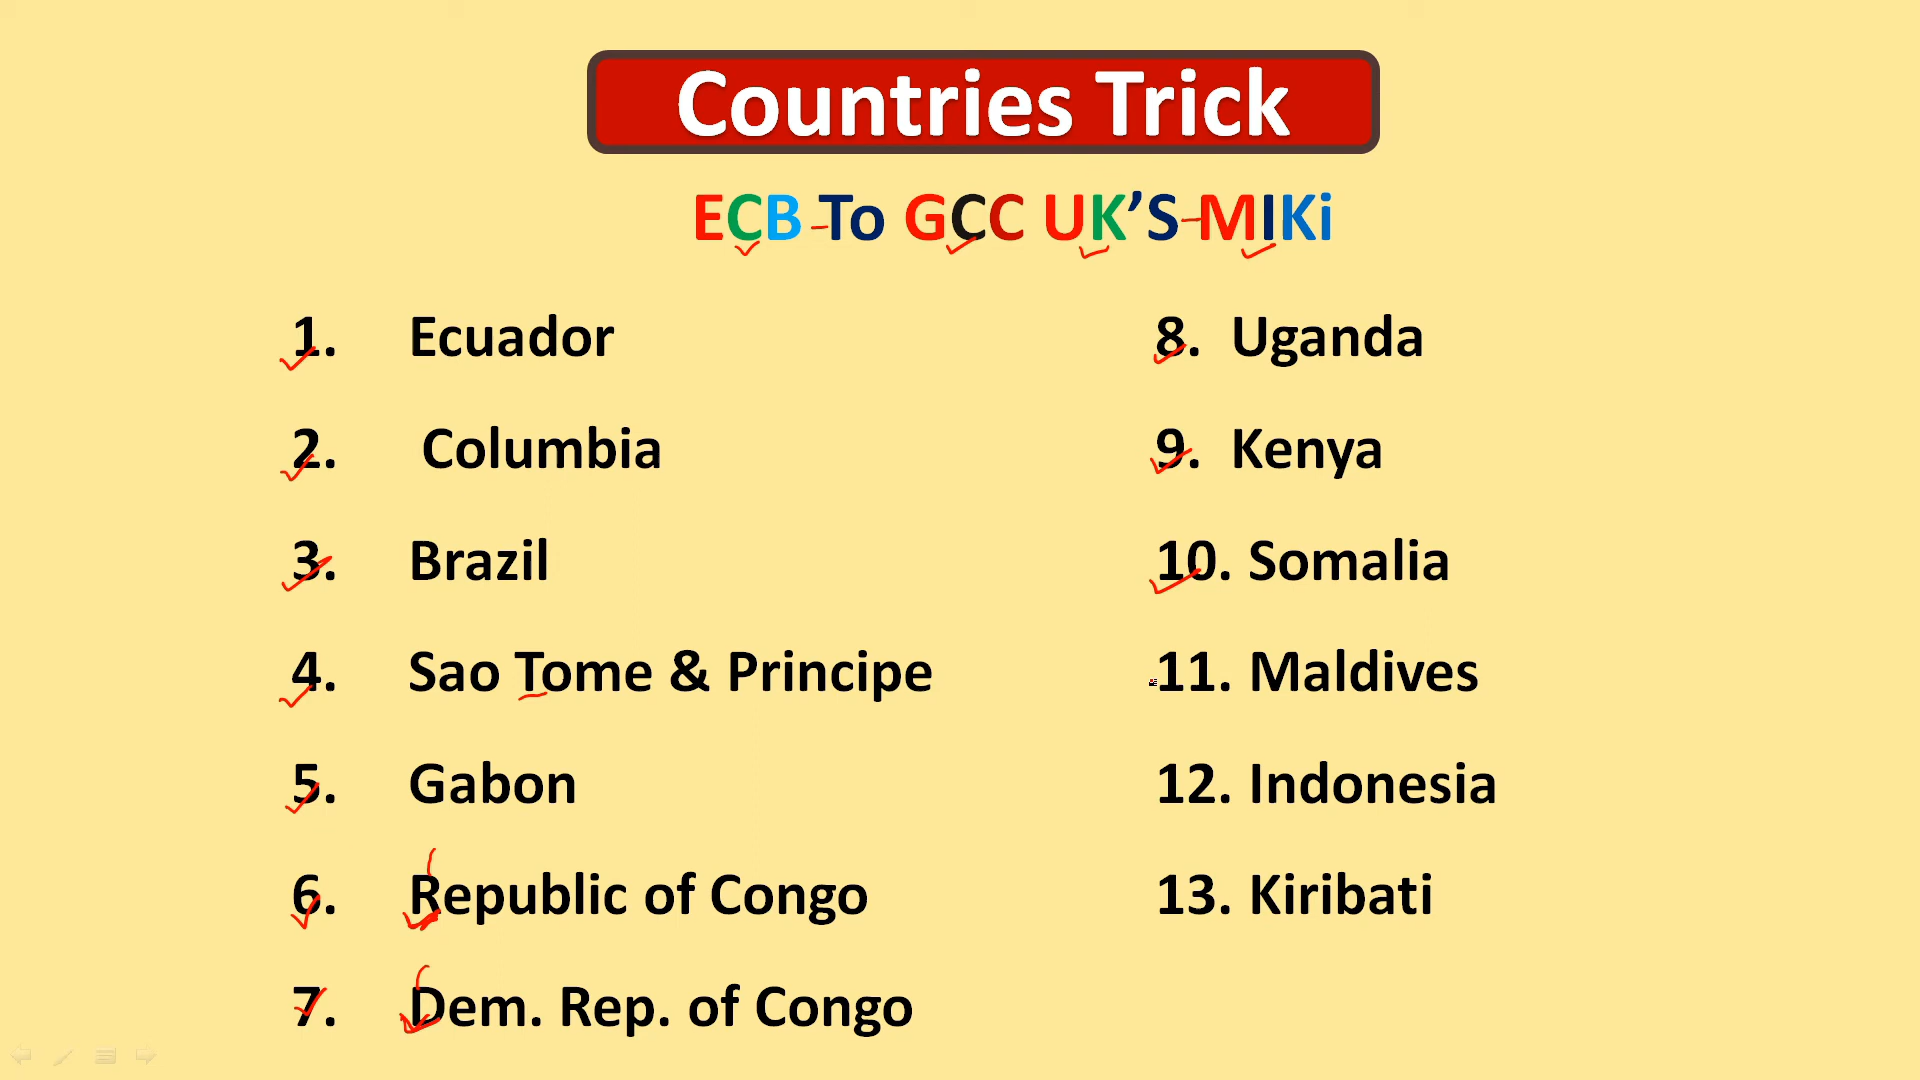 Countries Trick
ECB -To GCC UK’S-MIKi
1. Ecuador
2. Columbia
3. Brazil
4. Sao Tome & Principe
5. Gabon
6. Republic of Congo
7. Dem. Rep. of Congo
8. Uganda
9. Kenya
10. Somalia
11. Maldives
12. Indonesia
13. Kiribati